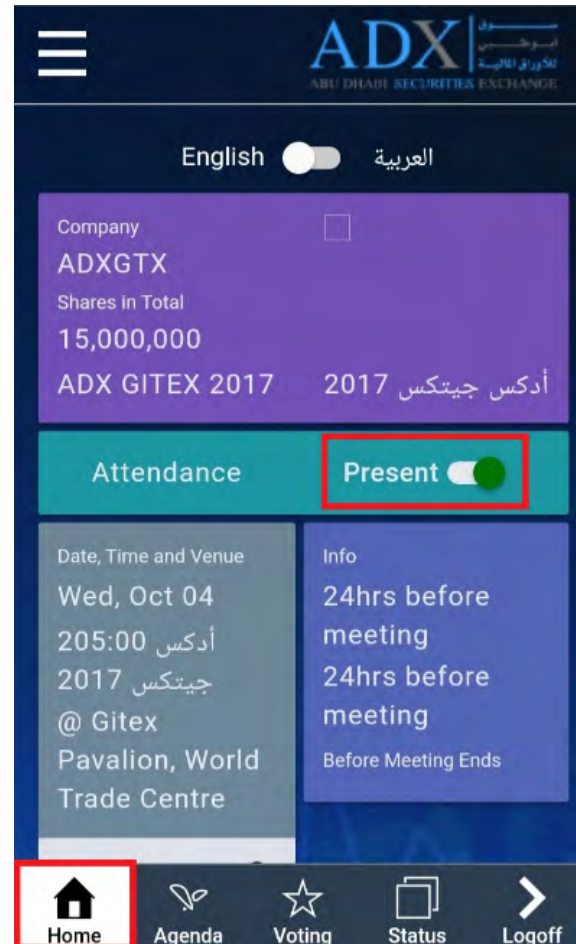 ADX
سوق
أبوظبي
للأوراق المالية
ABU DHABI SECURITIES EXCHANGE
English
العربية
Company
ADXGTX
Shares in Total
15,000,000
ADX GITEX 2017
أدكس جيتكس 2017
Attendance
Present
Date, Time and Venue
Wed, Oct 04
205:00 أدكس
جيتكس 2017
@ Gitex
Pavalion, World
Trade Centre
Info
24hrs before
meeting
24hrs before
meeting
Before Meeting Ends
Home
Agenda
Voting
Status
Logoff